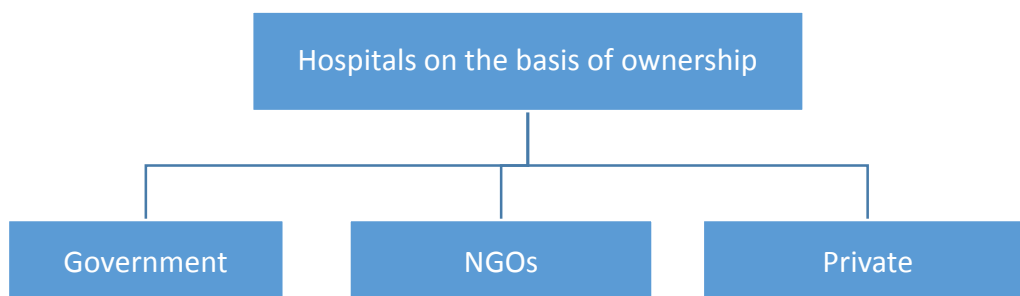 Hospitals on the basis of ownership
Government
NGOs
Private